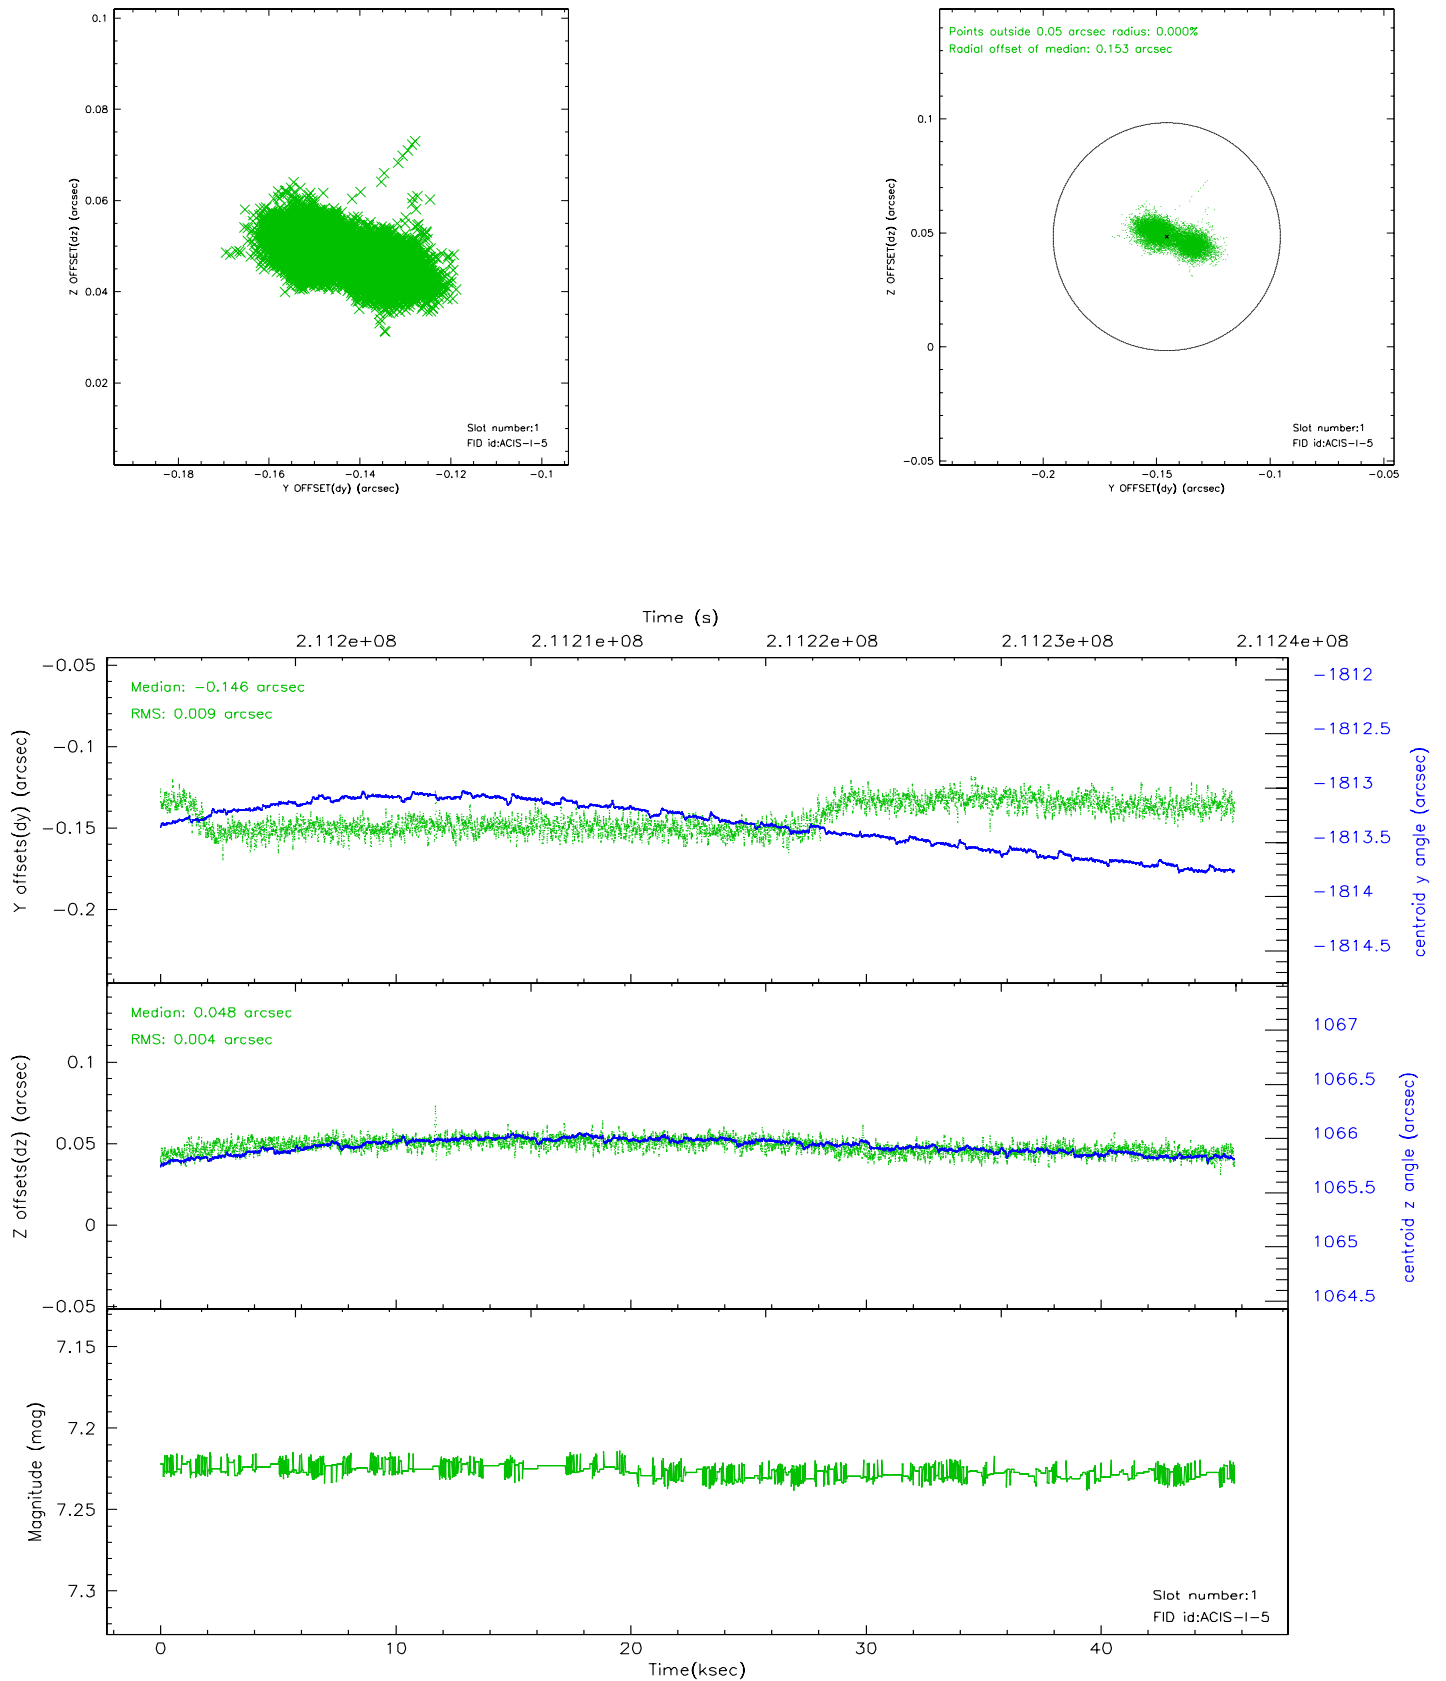 0.1
0.08
0.06
0.04
0.02
Z OFFSET(dz) (arcsec)
Slot number:1
FID id:ACIS-I-5
-0.18
-0.16
-0.14
-0.12
-0.1
Y OFFSET(dy) (arcsec)
Points outside 0.05 arcsec radius: 0.000%
Radial offset of median: 0.153 arcsec
0.1
0.05
0
-0.05
Z OFFSET(dz) (arcsec)
Slot number:1
FID id:ACIS-I-5
-0.2
-0.15
-0.1
-0.05
Y OFFSET(dy) (arcsec)
Time (s)
2.112e+08
2.1121e+08
2.1122e+08
2.1123e+08
2.1124e+08
-0.05
-0.1
-0.15
-0.2
Y offsets(dy) (arcsec)
Median: -0.146 arcsec
RMS: 0.009 arcsec
-1812
-1812.5
-1813
-1813.5
-1814
-1814.5
centroid y angle (arcsec)
0.1
0.05
0
-0.05
Z offsets(dz) (arcsec)
Median: 0.048 arcsec
RMS: 0.004 arcsec
1067
1066.5
1066
1065.5
1065
1064.5
centroid z angle (arcsec)
7.15
7.2
7.25
7.3
Magnitude (mag)
Slot number:1
FID id:ACIS-I-5
0
10
20
30
40
Time(ksec)